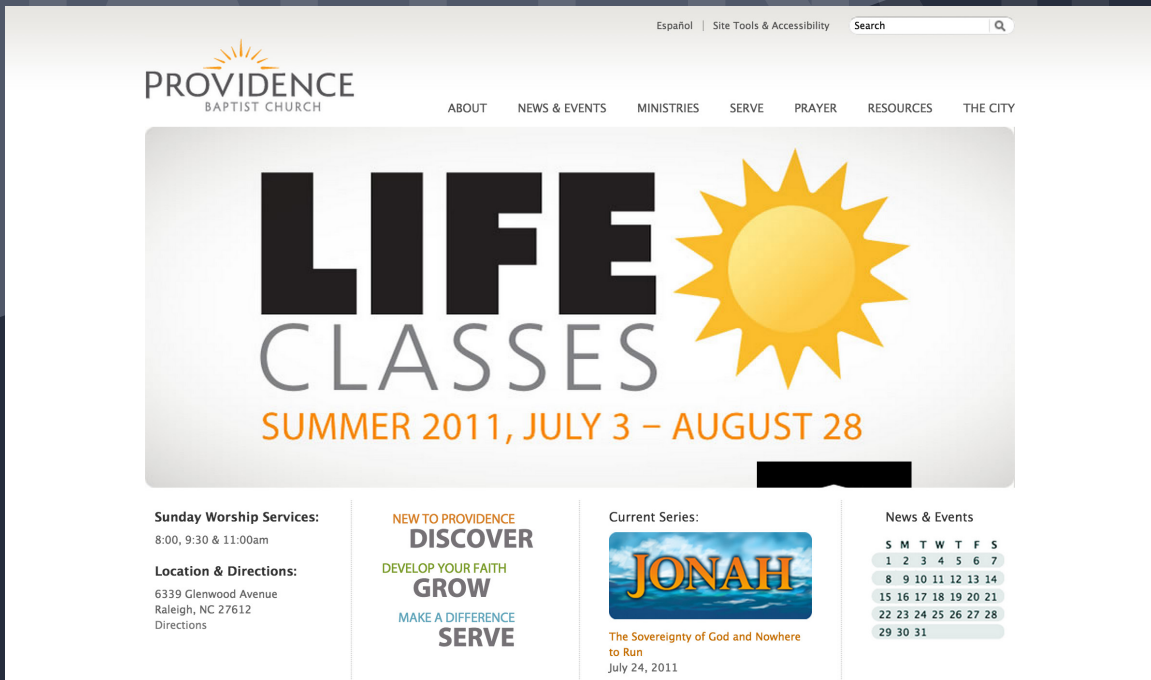 Español | Site Tools & Accessibility
Search
PROVIDENCE
BAPTIST CHURCH
ABOUT NEWS & EVENTS MINISTRIES SERVE PRAYER RESOURCES THE CITY
LIFE
CLASSES
SUMMER 2011, JULY 3 – AUGUST 28
Sunday Worship Services:
8:00, 9:30 & 11:00am
Location & Directions:
6339 Glenwood Avenue
Raleigh, NC 27612
Directions
NEW TO PROVIDENCE
DISCOVER
DEVELOP YOUR FAITH
GROW
MAKE A DIFFERENCE
SERVE
Current Series:
JONAH
The Sovereignty of God and Nowhere
to Run
July 24, 2011
News & Events
S M T W T F S
1 2 3 4 5 6 7
8 9 10 11 12 13 14
15 16 17 18 19 20 21
22 23 24 25 26 27 28
29 30 31